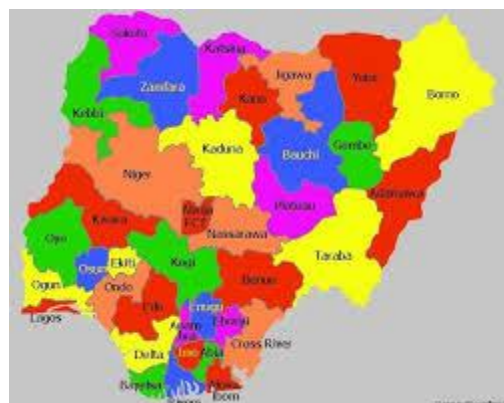 Sokoto
Katsina
Jigawa
Yobe
Borno
Zamfara
Kano
Kebbi
Gombe
Kaduna
Bauchi
Niger
Adamawa
Plateau
Kwara
FCT
Nassarawa
Oyo
Taraba
Kogi
Benue
Osun
Ekiti
Ogun
Ondo
Enugu
Edo
Ebonyi
Lagos
Anam
bra
Cross River
Delta
Imo
Abia
Bayelsa
Akwa
Ibom
Rivers